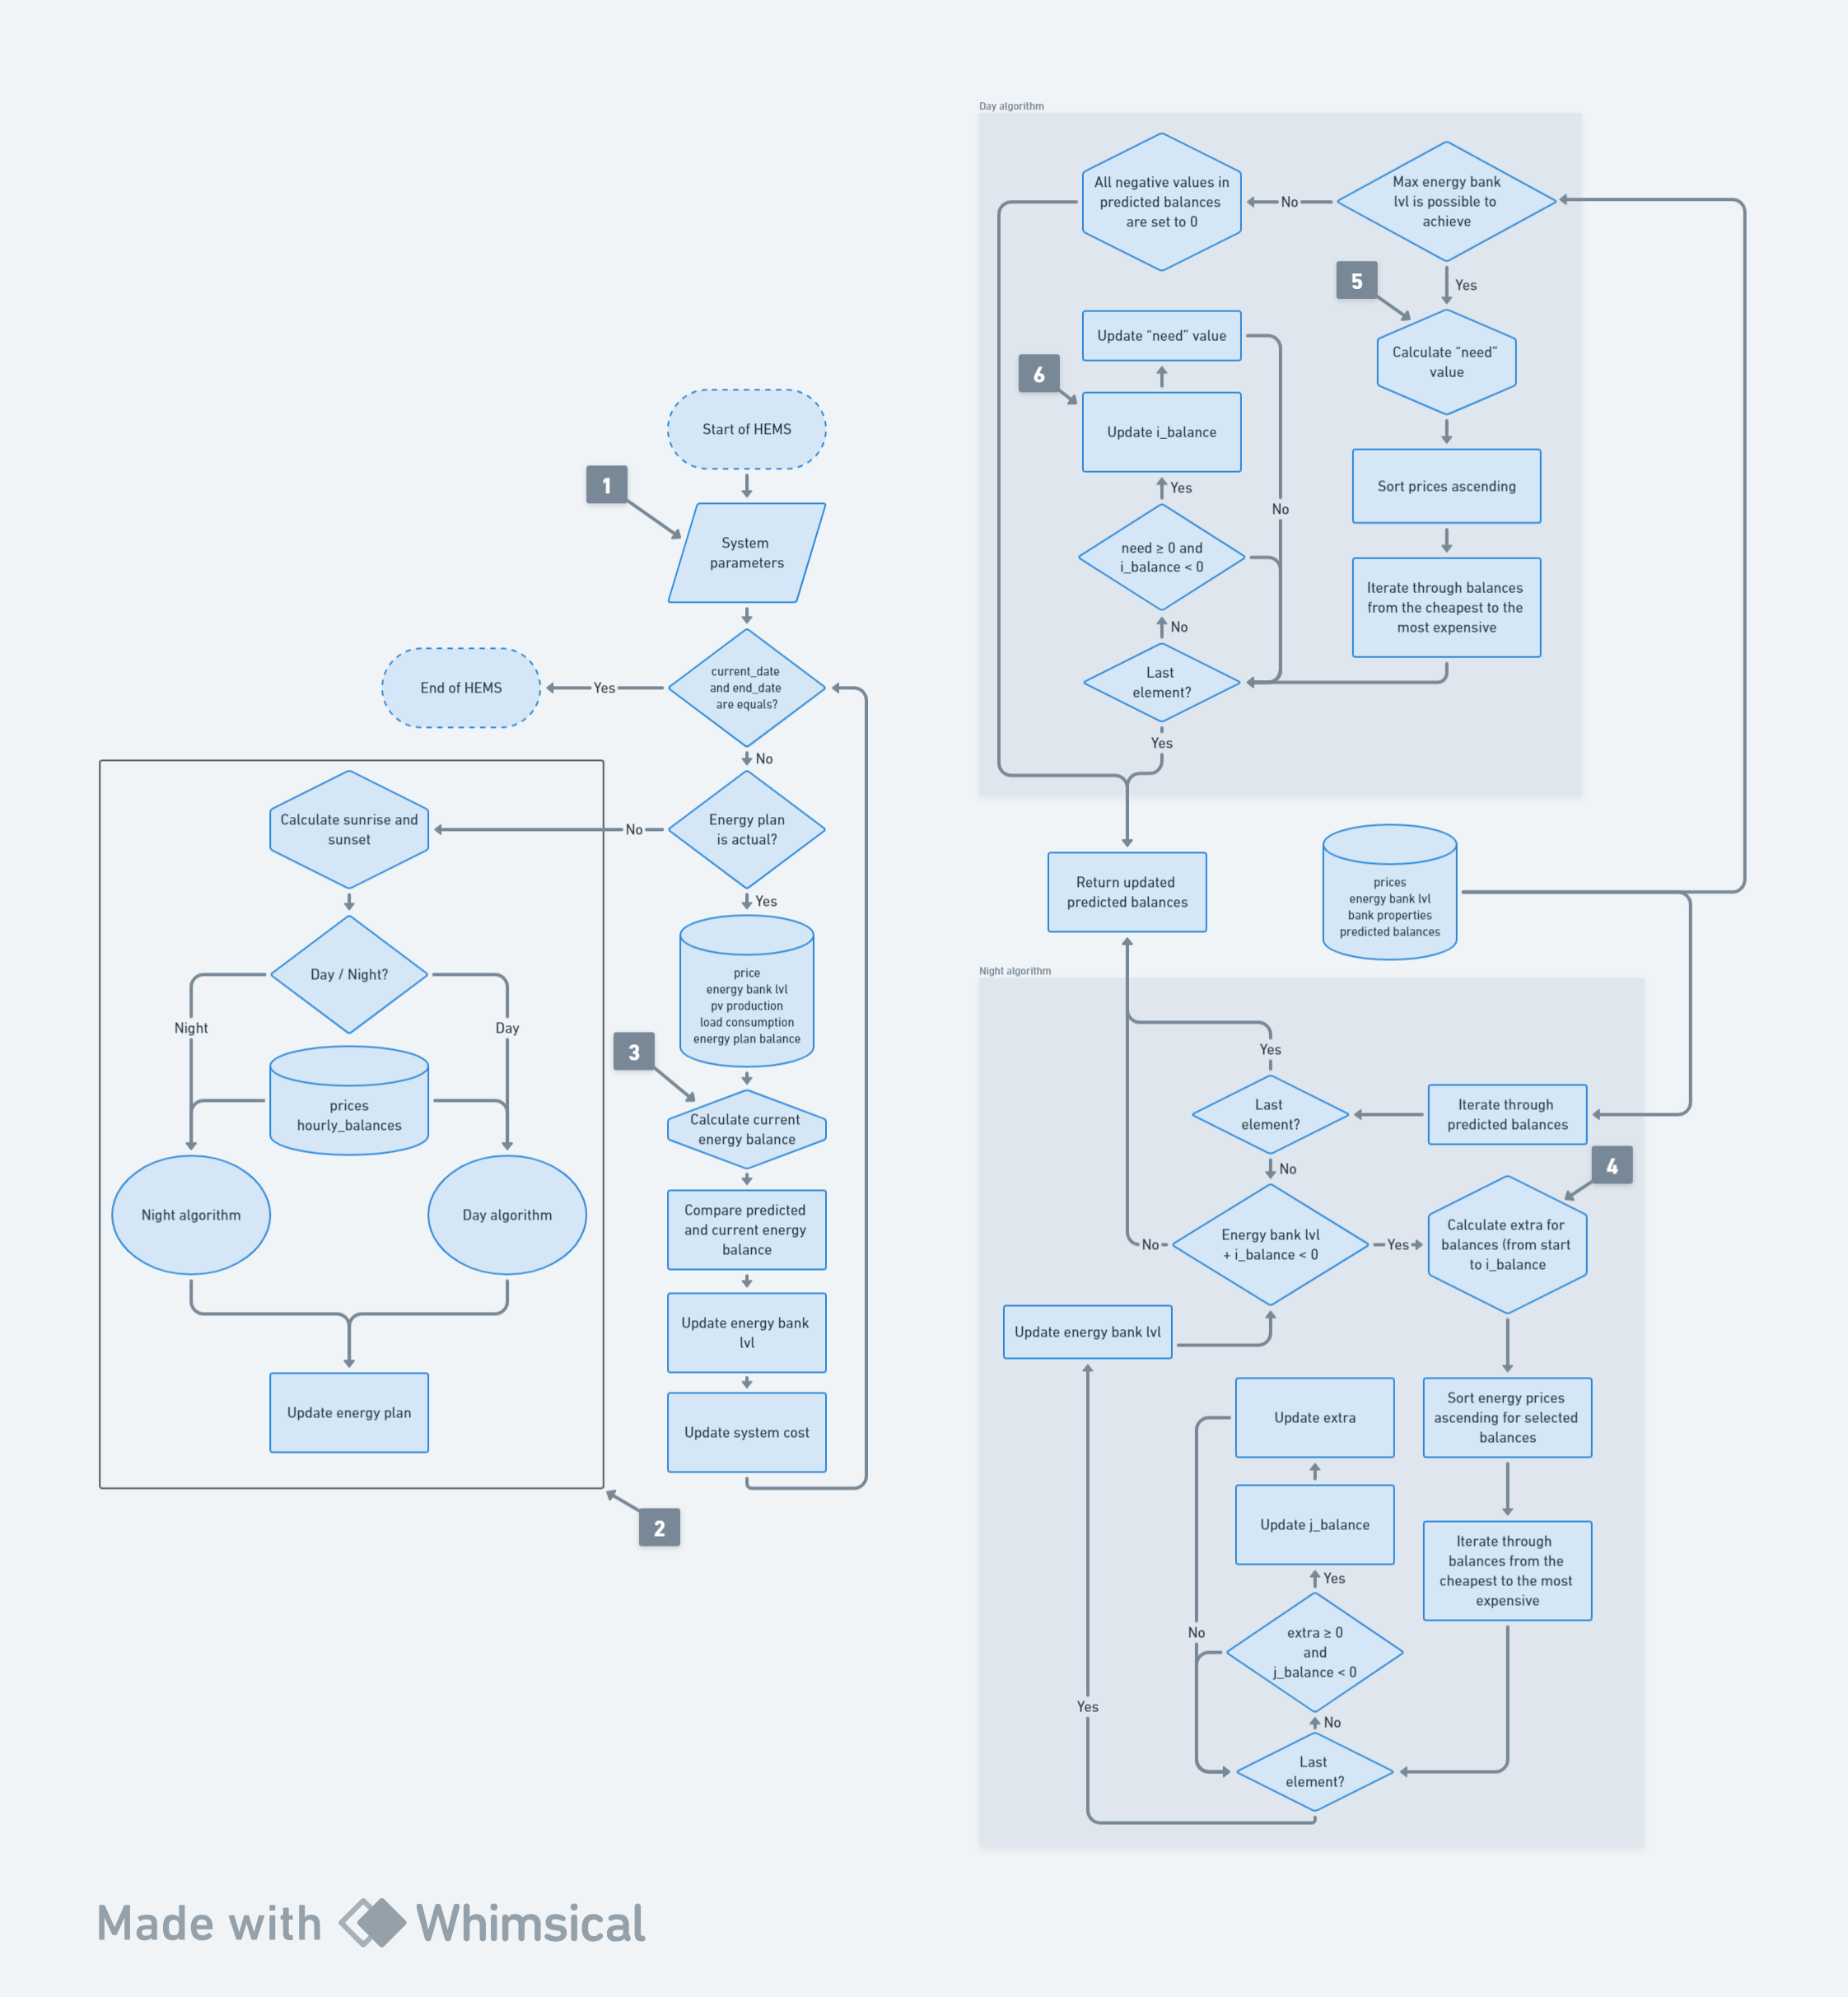 Start of HEMS
1
System
parameters
current_date
and end_date
are equals?
Yes
End of HEMS
No
Energy plan
is actual?
No
Calculate sunrise and
sunset
Day / Night?
Night
Day
prices
hourly_balances
Night algorithm
Day algorithm
Update energy plan
2
Yes
price
energy bank lvl
pv production
load consumption
energy plan balance
3
Calculate current
energy balance
Compare predicted
and current energy
balance
Update energy bank
lvl
Update system cost
Day algorithm
Max energy bank
lvl is possible to
achieve
No
All negative values in
predicted balances
are set to 0
Yes
5
Calculate “need”
value
Sort prices ascending
Iterate through balances
from the cheapest to the
most expensive
Update “need” value
6
Update i_balance
Yes
No
need ≥ 0 and
i_balance < 0
No
Last
element?
Yes
Return updated
predicted balances
prices
energy bank lvl
bank properties
predicted balances
Night algorithm
Yes
Last
element?
Iterate through
predicted balances
No
4
Energy bank lvl
+ i_balance < 0
No
Yes
Calculate extra for
balances (from start
to i_balance
Update energy bank lvl
Sort energy prices
ascending for selected
balances
Update extra
Update j_balance
Iterate through
balances from the
cheapest to the most
expensive
Yes
No
extra ≥ 0
and
j_balance < 0
Yes
No
Last
element?
Made with Whimsical